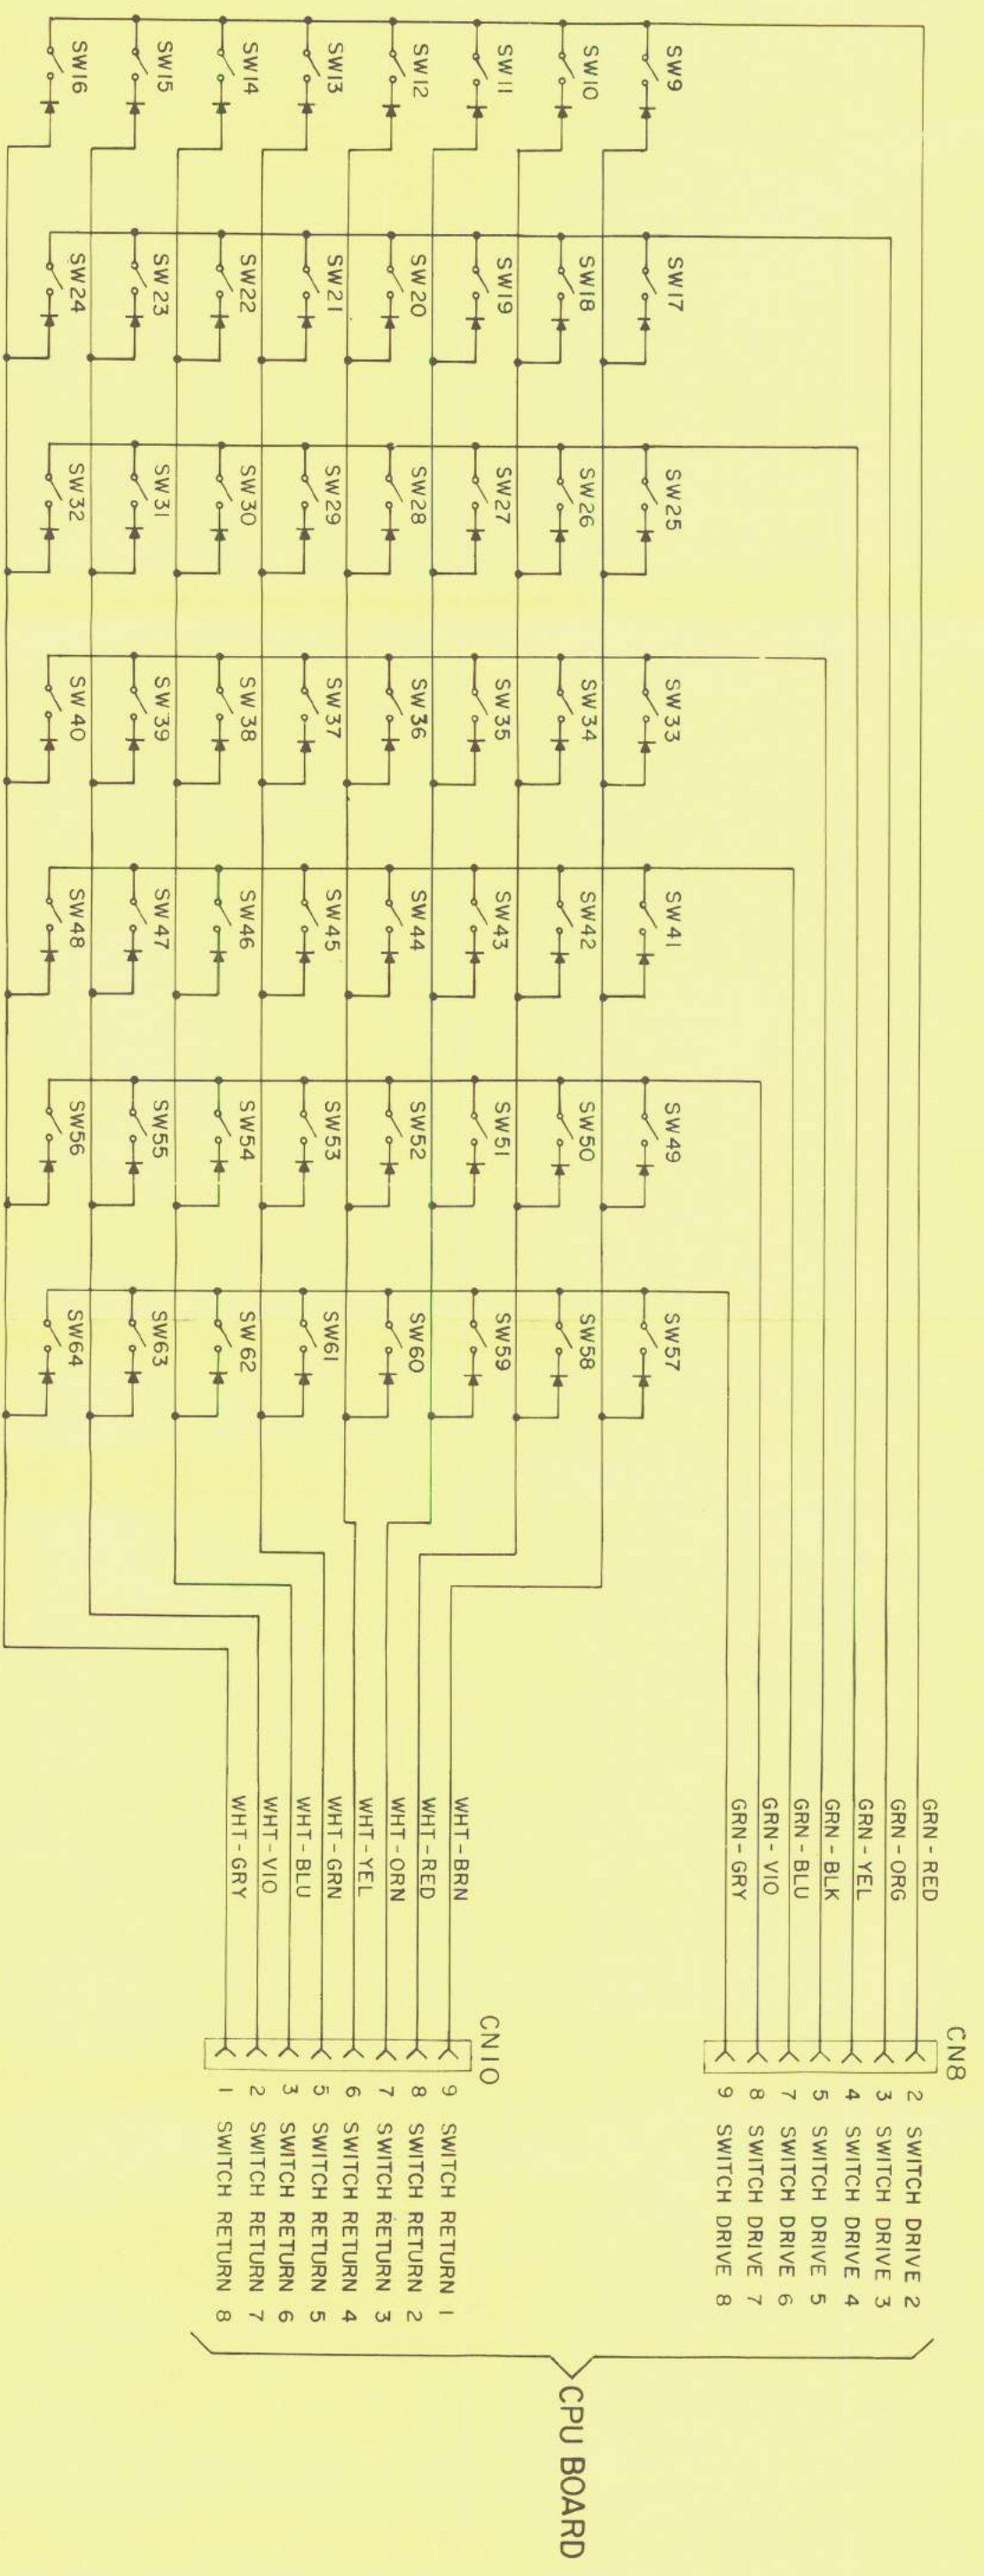 SW9
SW10
SW11
SW12
SW13
SW14
SW15
SW16
SW17
SW18
SW19
SW20
SW21
SW22
SW23
SW24
SW25
SW26
SW27
SW28
SW29
SW30
SW31
SW32
SW33
SW34
SW35
SW36
SW37
SW38
SW39
SW40
SW41
SW42
SW43
SW44
SW45
SW46
SW47
SW48
SW49
SW50
SW51
SW52
SW53
SW54
SW55
SW56
SW57
SW58
SW59
SW60
SW61
SW62
SW63
SW64
CN8
GRN-RED 2 SWITCH DRIVE 2
GRN-ORG 3 SWITCH DRIVE 3
GRN-YEL 4 SWITCH DRIVE 4
GRN-BLK 5 SWITCH DRIVE 5
GRN-BLU 7 SWITCH DRIVE 6
GRN-VIO 8 SWITCH DRIVE 7
GRN-GRY 9 SWITCH DRIVE 8
CN10
WHT-BRN 9 SWITCH RETURN 1
WHT-RED 8 SWITCH RETURN 2
WHT-ORN 7 SWITCH RETURN 3
WHT-YEL 6 SWITCH RETURN 4
WHT-GRN 5 SWITCH RETURN 5
WHT-BLU 3 SWITCH RETURN 6
WHT-VIO 2 SWITCH RETURN 7
WHT-GRY 1 SWITCH RETURN 8
CPU BOARD